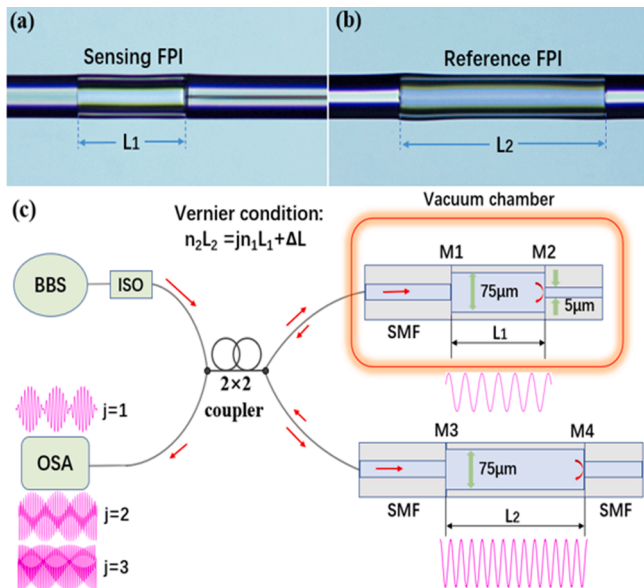 (a)
Sensing FPI
L1
(b)
Reference FPI
L2
(c)
Vernier condition:
n2L2 =jn1L1+ΔL
Vacuum chamber
BBS
ISO
M1
M2
75μm
5μm
SMF
L1
2×2
coupler
j=1
OSA
j=2
j=3
M3
M4
75μm
SMF
SMF
L2